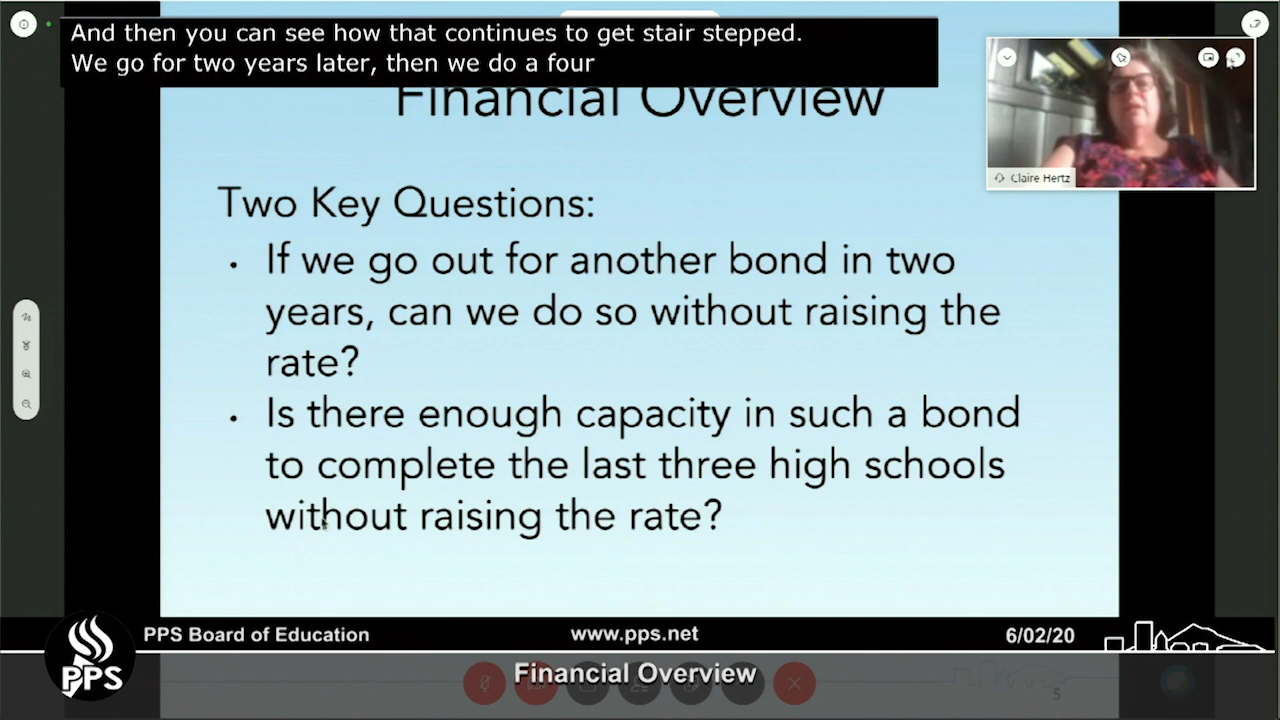 And then you can see how that continues to get stair stepped.
We go for two years later, then we do a four
Financial Overview
Claire Hertz
Two Key Questions:
· If we go out for another bond in two
years, can we do so without raising the
rate?
· Is there enough capacity in such a bond
to complete the last three high schools
without raising the rate?
PPS Board of Education
www.pps.net
6/02/20
PPS
Financial Overview
5